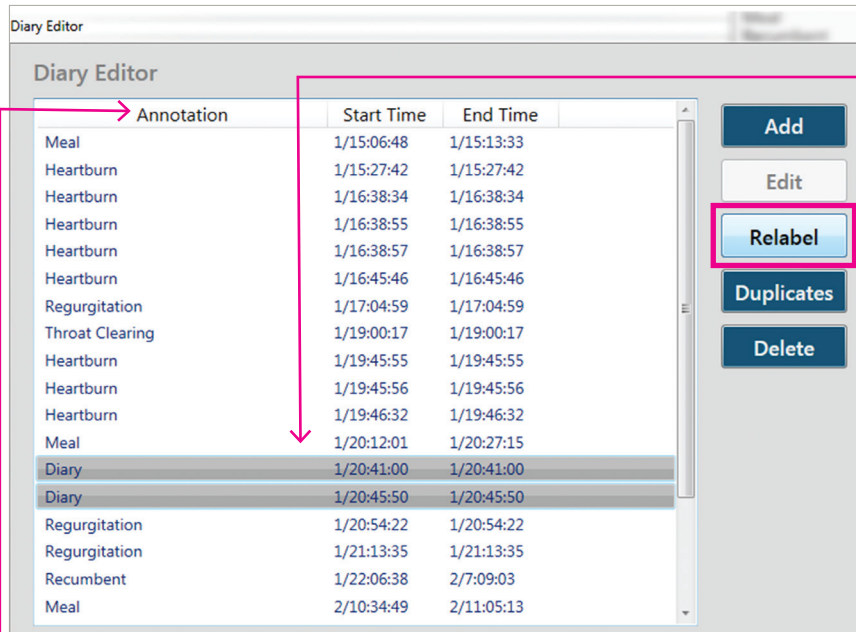 Diary Editor
Meal
Recumbent
Diary Editor
Annotation Start Time End Time
Meal 1/15:06:48 1/15:13:33
Heartburn 1/15:27:42 1/15:27:42
Heartburn 1/16:38:34 1/16:38:34
Heartburn 1/16:38:55 1/16:38:55
Heartburn 1/16:38:57 1/16:38:57
Heartburn 1/16:45:46 1/16:45:46
Regurgitation 1/17:04:59 1/17:04:59
Throat Clearing 1/19:00:17 1/19:00:17
Heartburn 1/19:45:55 1/19:45:55
Heartburn 1/19:45:56 1/19:45:56
Heartburn 1/19:46:32 1/19:46:32
Meal 1/20:12:01 1/20:27:15
Diary 1/20:41:00 1/20:41:00
Diary 1/20:45:50 1/20:45:50
Regurgitation 1/20:54:22 1/20:54:22
Regurgitation 1/21:13:35 1/21:13:35
Recumbent 1/22:06:38 2/7:09:03
Meal 2/10:34:49 2/11:05:13
Add
Edit
Relabel
Duplicates
Delete